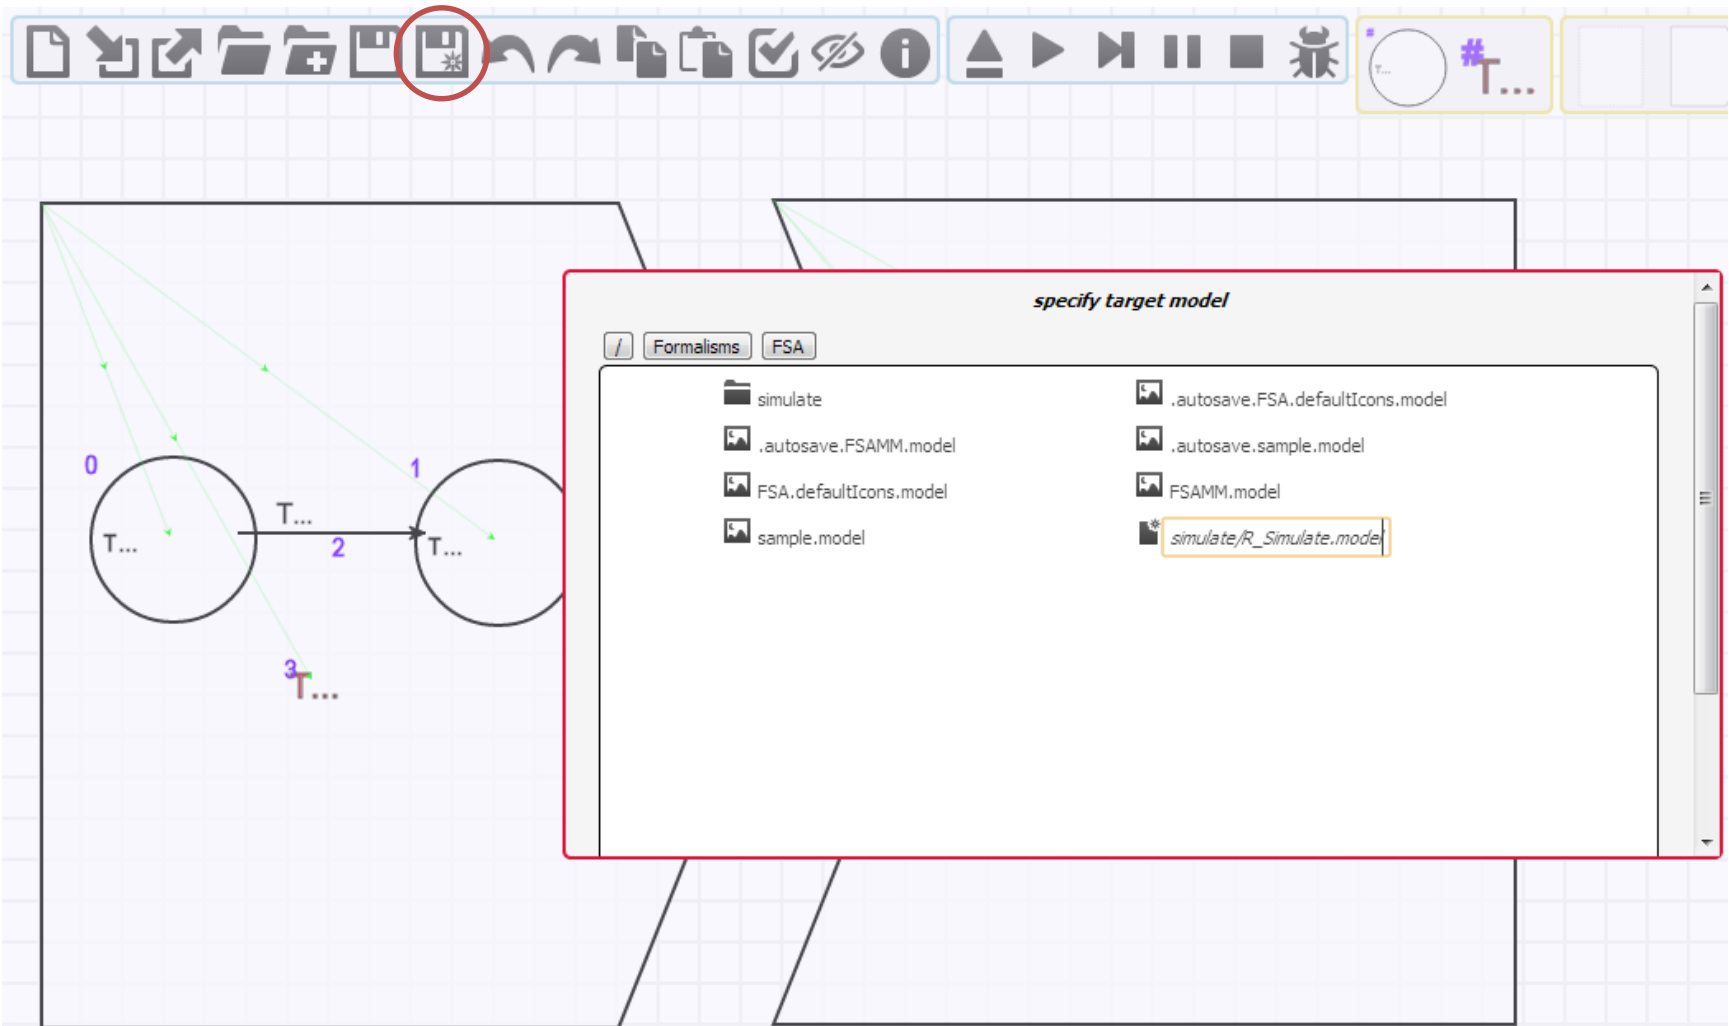 #
T...
#
T...
specify target model
/ Formalisms FSA
simulate .autosave.FSA.defaultIcons.model
.autosave.FSAMM.model .autosave.sample.model
FSA.defaultIcons.model FSAMM.model
sample.model simulate/R_Simulate.model
0
T...
T...
2
1
T...
3
T...